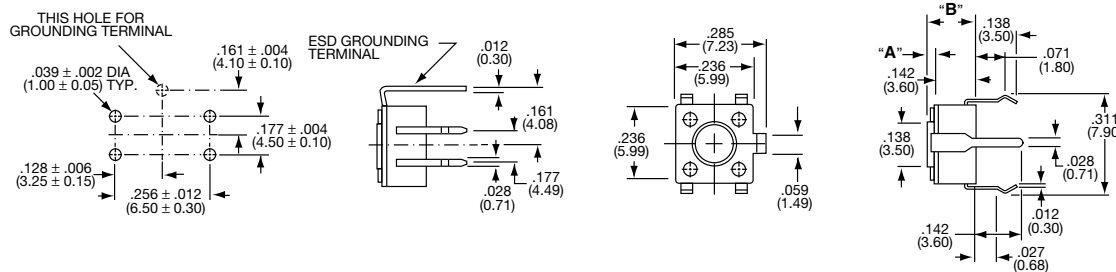 THIS HOLE FOR
GROUNDING TERMINAL
.039 ± .002 DIA
(1.00 ± 0.05) TYP.
.161 ± .004
(4.10 ± 0.10)
.177 ± .004
(4.50 ± 0.10)
.128 ± .006
(3.25 ± 0.15)
.256 ± .012
(6.50 ± 0.30)
ESD GROUNDING
TERMINAL
.012
(0.30)
.161
(4.08)
.177
(4.49)
.028
(0.71)
.285
(7.23)
.236
(5.99)
.236
(5.99)
.059
(1.49)
“B”
.138
(3.50)
“A”
.071
(1.80)
.142
(3.60)
.138
(3.50)
.311
(7.90)
.028
(0.71)
.012
(0.30)
.142
(3.60)
.027
(0.68)